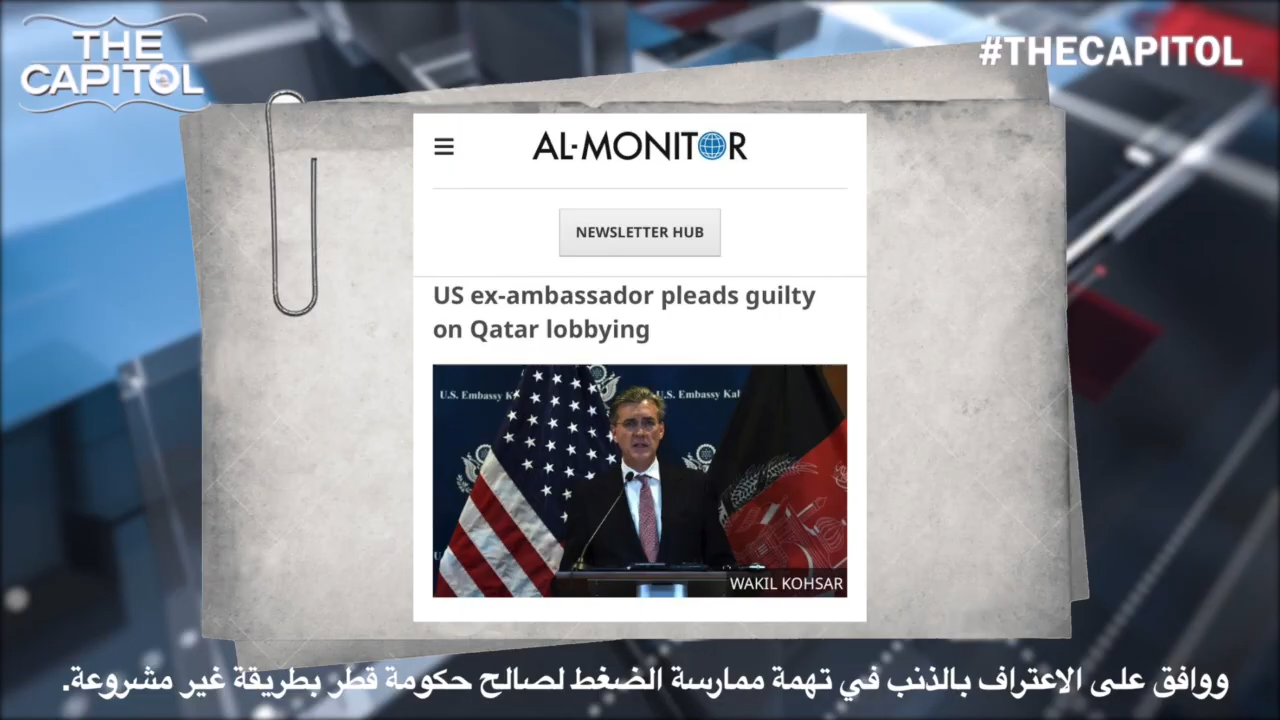 THE
CAPITOL
#THECAPITOL
AL-MONITOR
NEWSLETTER HUB
US ex-ambassador pleads guilty
on Qatar lobbying
U.S. Embassy K
U.S. Embassy Kab
WAKIL KOHSAR
ووافق على الاعتراف بالذنب في تهمة ممارسة الضغط لصالح حكومة قطر بطريقة غير مشروعة.